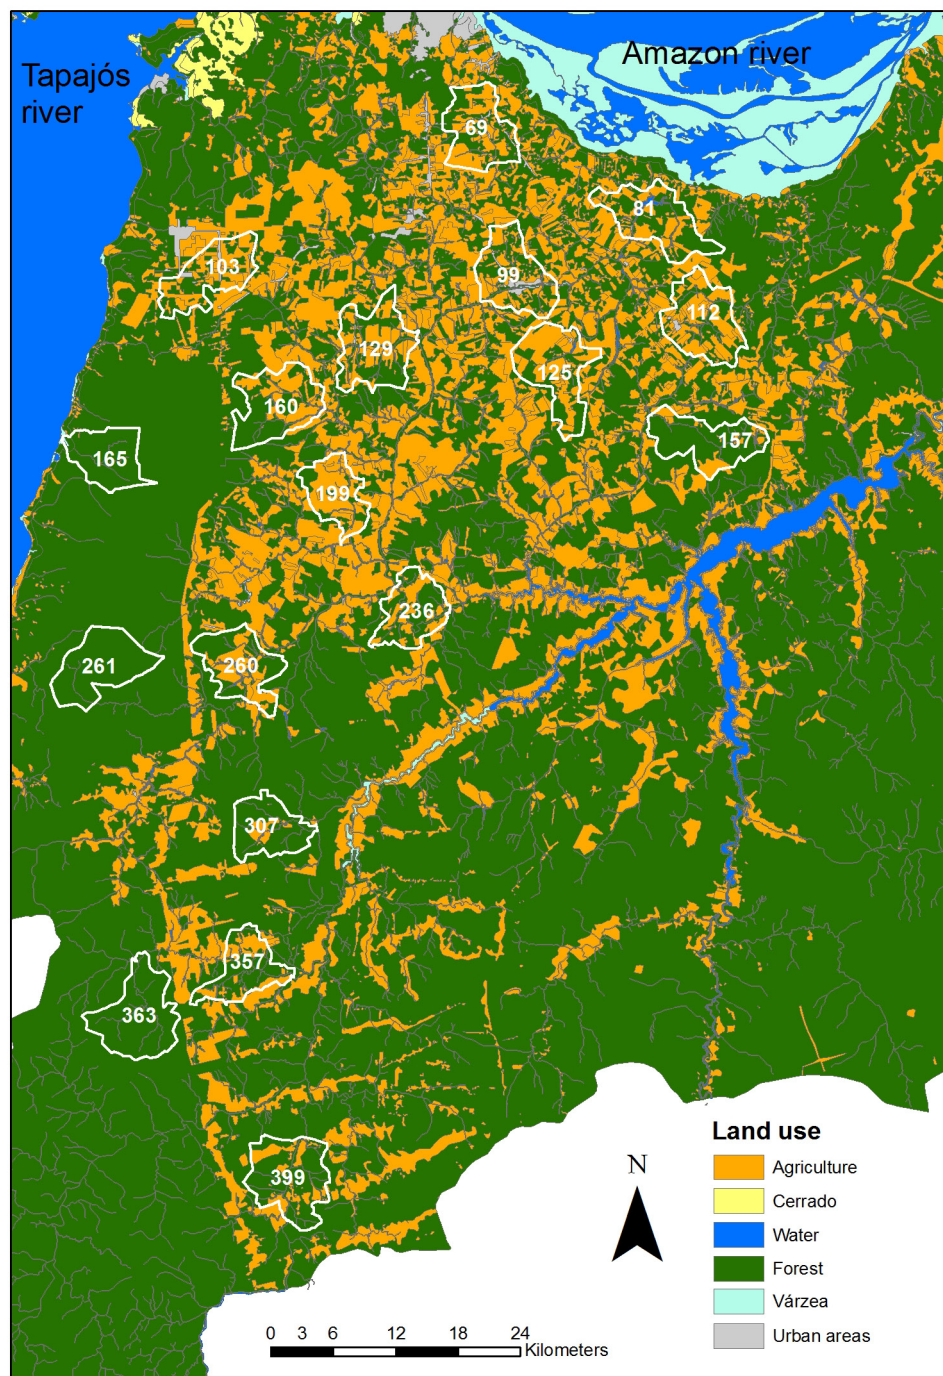 Amazon river
Tapajós
river
69
81
103
99
112
129
125
160
157
165
199
236
261
260
307
357
363
399
Land use
Agriculture
Cerrado
Water
Forest
Várzea
Urban areas
N
0 3 6 12 18 24
Kilometers